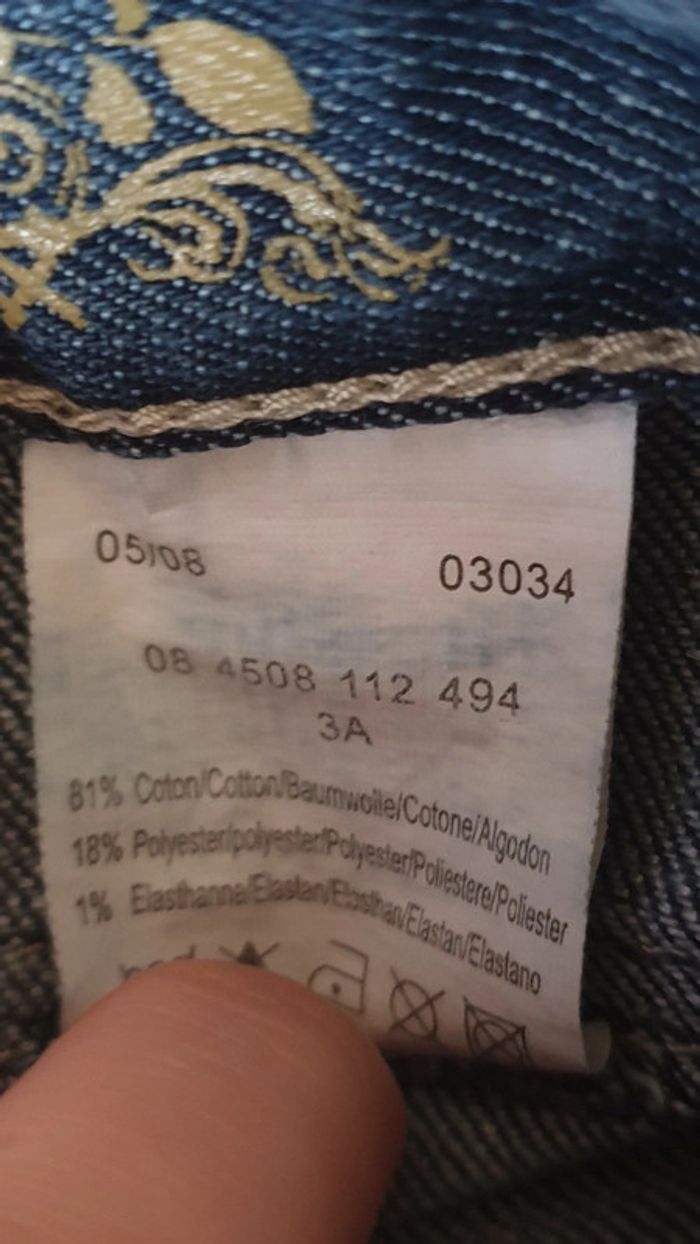 05/08 03034
08 4508 112 494
3A
81% Coton/Cotton/Baumwolle/Cotone/Algodon
18% Polyester/polyester/Polyester/Poliestere/Poliester
1% Elasthanne/Elastan/Elasthan/Elastan/Elastano